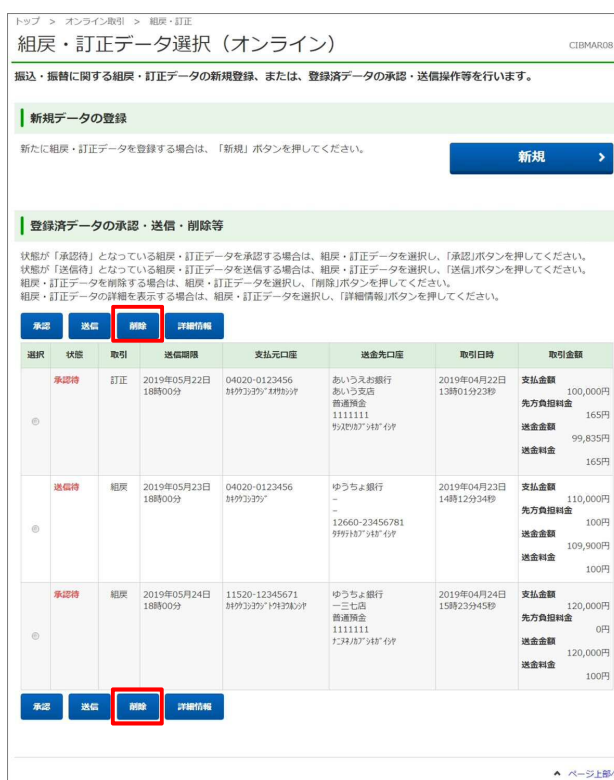 トップ > オンライン取引 > 組戻・訂正
組戻・訂正データ選択（オンライン）
CIBMAR08
振込・振替に関する組戻・訂正データの新規登録、または、登録済データの承認・送信操作等を行います。
新規データの登録
新たに組戻・訂正データを登録する場合は、「新規」ボタンを押してください。
新規
登録済データの承認・送信・削除等
状態が「承認待」となっている組戻・訂正データを承認する場合は、組戻・訂正データを選択し、「承認」ボタンを押してください。
状態が「送信待」となっている組戻・訂正データを送信する場合は、組戻・訂正データを選択し、「送信」ボタンを押してください。
組戻・訂正データを削除する場合は、組戻・訂正データを選択し、「削除」ボタンを押してください。
組戻・訂正データの詳細を表示する場合は、組戻・訂正データを選択し、「詳細情報」ボタンを押してください。
承認 送信 削除 詳細情報
選択 状態 取引 送信期限 支払元口座 送金先口座 取引日時 取引金額
承認待 訂正 2019年05月22日 04020-0123456 あいうえお銀行 2019年04月22日 支払金額
18時00分 あいう支店 13時01分23秒 100,000円
普通預金 先方負担料金
1111111 165円
送金金額
99,835円
送金料金
165円
送信待 組戻 2019年05月23日 04020-0123456 ゆうちょ銀行 2019年04月23日 支払金額
18時00分 – 14時12分34秒 110,000円
– 先方負担料金
12660-23456781 100円
送金金額
109,900円
送金料金
100円
承認待 組戻 2019年05月24日 11520-12345671 ゆうちょ銀行 2019年04月24日 支払金額
18時00分 一三七店 15時23分45秒 120,000円
普通預金 先方負担料金
1111111 0円
送金金額
120,000円
送金料金
100円
承認 送信 削除 詳細情報
ページ上部へ